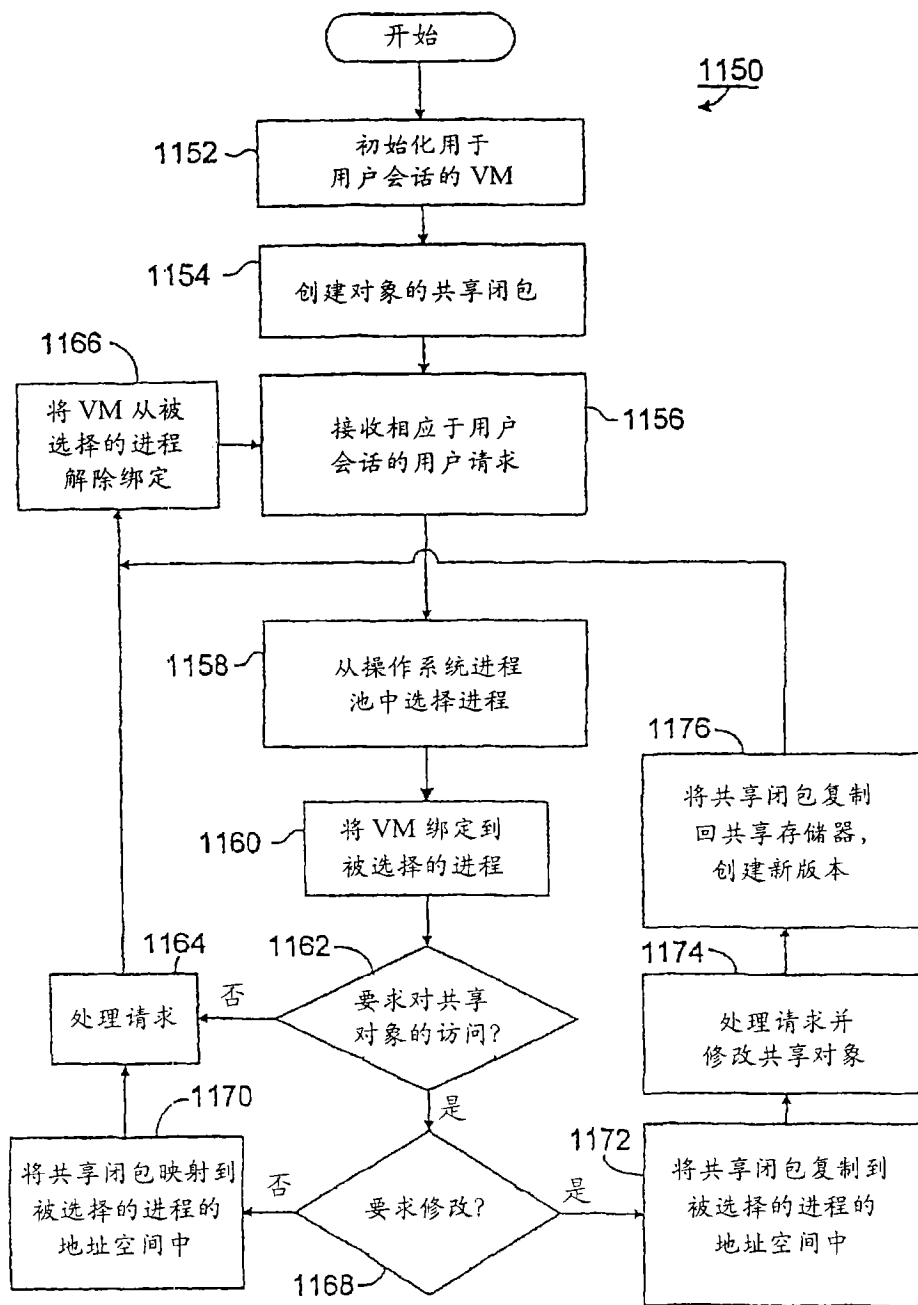 开始
1150
1152
初始化用于
用户会话的 VM
1154
创建对象的共享闭包
1166
将 VM 从被
选择的进程
解除绑定
接收相应于用户
会话的用户请求
1156
1158
从操作系统进程
池中选择进程
1176
将共享闭包复制
回共享存储器，
创建新版本
1160
将 VM 绑定到
被选择的进程
1164
处理请求
否
1162
要求对共享
对象的访问？
1174
处理请求并
修改共享对象
是
1170
将共享闭包映射到
被选择的进程的
地址空间中
否
要求修改？
是
1168
1172
将共享闭包复制到
被选择的进程的
地址空间中